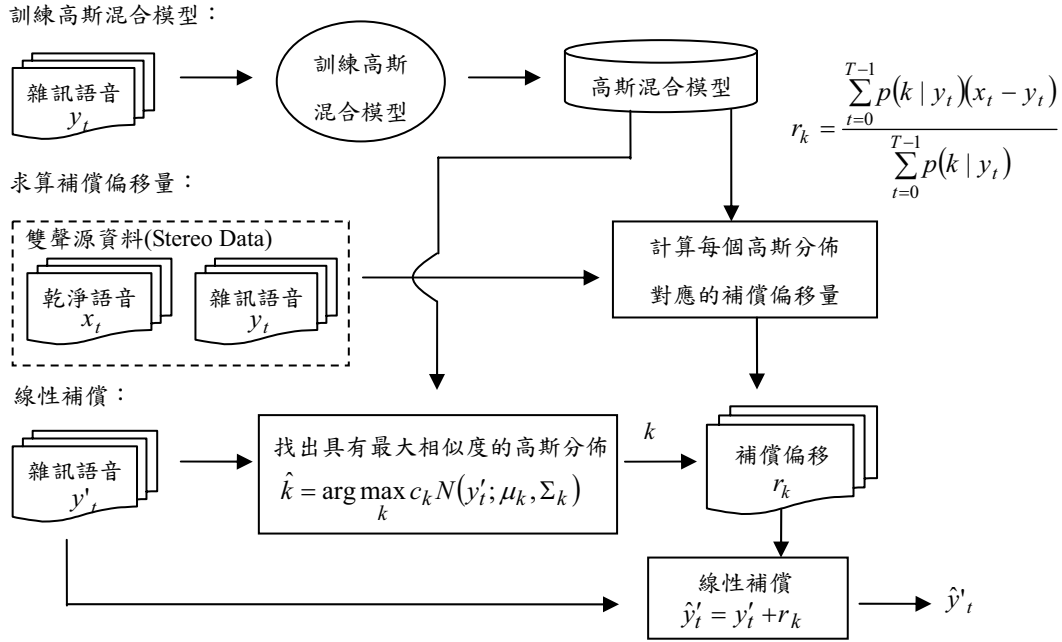 訓練高斯混合模型：
雜訊語音
y_t
訓練高斯
混合模型
高斯混合模型
r_k = \frac{\sum_{t=0}^{T-1} p(k | y_t)(x_t - y_t)}{\sum_{t=0}^{T-1} p(k | y_t)}
求算補償偏移量：
雙聲源資料(Stereo Data)
乾淨語音
x_t
雜訊語音
y_t
計算每個高斯分佈
對應的補償偏移量
線性補償：
雜訊語音
y'_t
找出具有最大相似度的高斯分佈
\hat{k} = \arg\max_k c_k N(y'_t; μ_k, Σ_k)
k
補償偏移
r_k
線性補償
ŷ'_t = y'_t + r_k
ŷ'_t